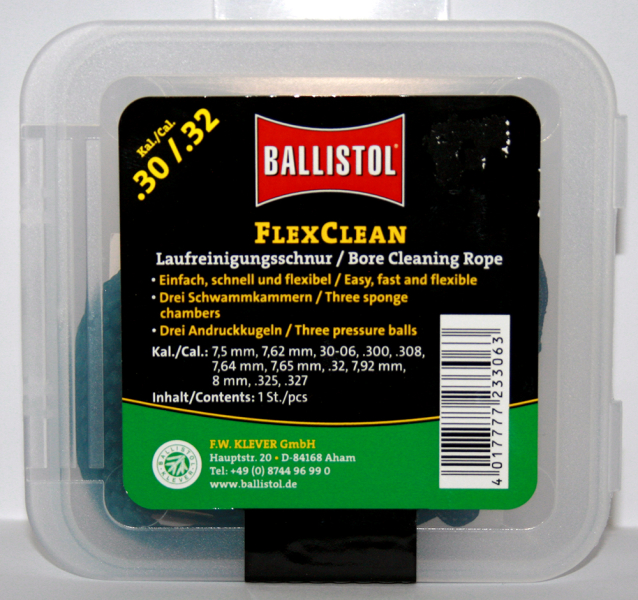 Kal./Cal.
.30 / .32
BALLISTOL
FLEXCLEAN
Laufreinigungsschnur / Bore Cleaning Rope
• Einfach, schnell und flexibel / Easy, fast and flexible
• Drei Schwammkammern / Three sponge
chambers
• Drei Andruckkugeln / Three pressure balls
Kal./Cal.: 7,5 mm, 7,62 mm, 30-06, .300, .308,
7,64 mm, 7,65 mm, .32, 7,92 mm,
8 mm, .325, .327
Inhalt/Contents: 1 St./pcs
4 017777 233063
F.W. KLEVER GmbH
Hauptstr. 20 • D-84168 Aham
Tel: +49 (0) 8744 96 99 0
www.ballistol.de
BALLISTOL
KLEVER